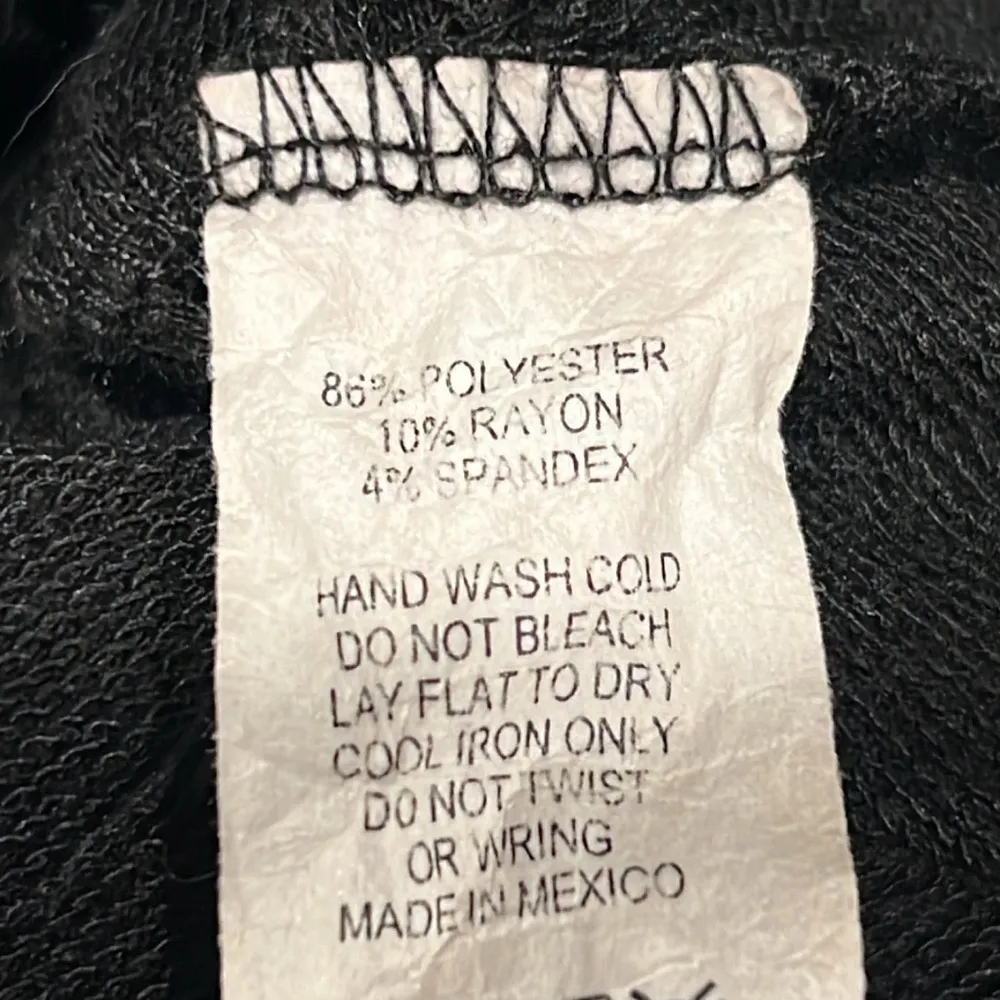 86% POLYESTER
10% RAYON
4% SPANDEX
HAND WASH COLD
DO NOT BLEACH
LAY FLAT TO DRY
COOL IRON ONLY
DO NOT TWIST
OR WRING
MADE IN MEXICO